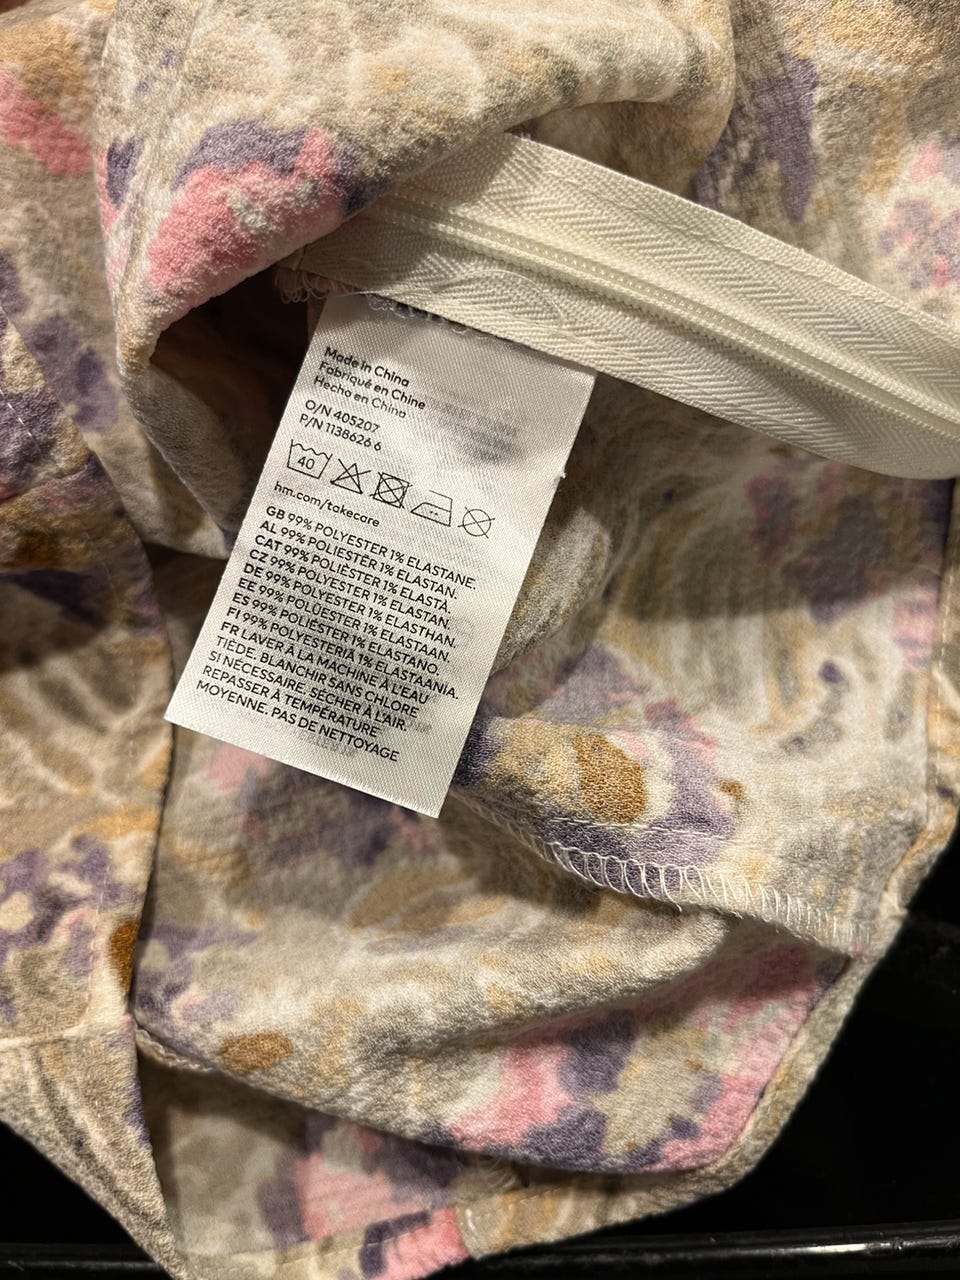 Made in China
Fabriqué en Chine
Hecho en China
O/N 405207
P/N 1138626 6
40
hm.com/takecare
GB 99% POLYESTER 1% ELASTANE.
AL 99% POLIESTËR 1% ELASTAN.
CAT 99% POLIÈSTER 1% ELASTÀ.
CZ 99% POLYESTER 1% ELASTAN.
DE 99% POLYESTER 1% ELASTHAN.
EE 99% POLÜESTER 1% ELASTAAN.
ES 99% POLIÉSTER 1% ELASTANO.
FI 99% POLYESTERIÄ 1% ELASTAANIA.
FR LAVER À LA MACHINE À L'EAU
TIÈDE. BLANCHIR SANS CHLORE
SI NÉCESSAIRE. SÉCHER À L'AIR.
REPASSER À TEMPÉRATURE
MOYENNE. PAS DE NETTOYAGE